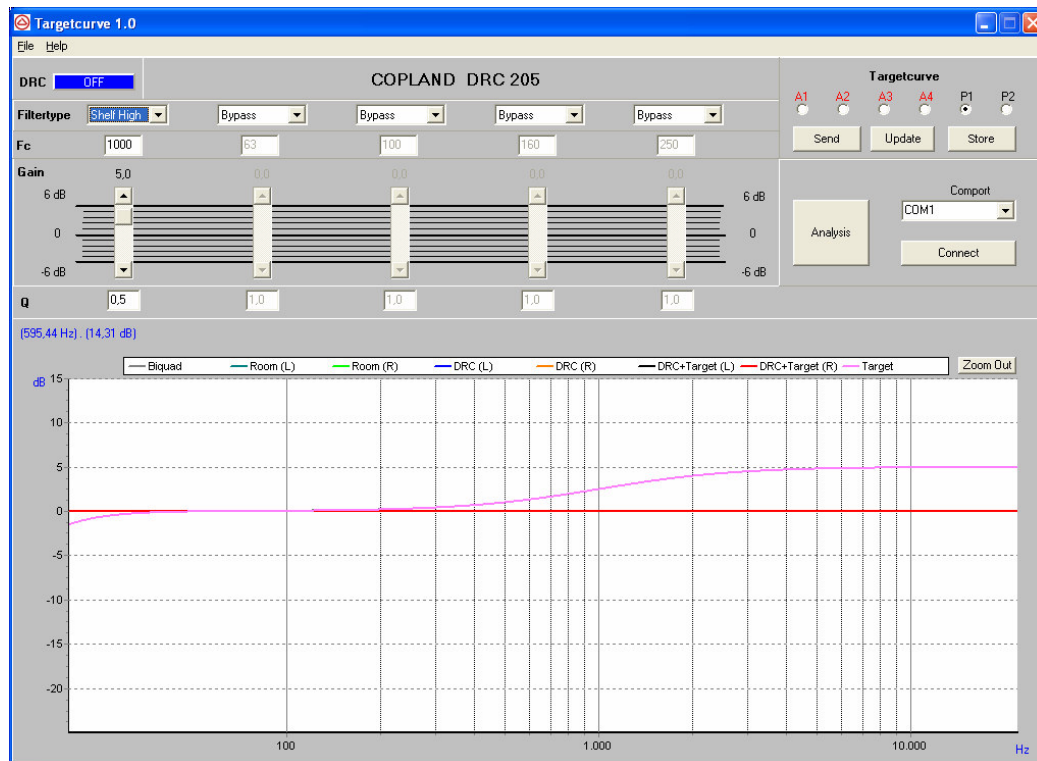 Targetcurve 1.0
File Help
DRC OFF
COPLAND DRC 205
Targetcurve
A1 A2 A3 A4 P1 P2
Filtertype Shelf High Bypass Bypass Bypass Bypass
Send Update Store
Fc 1000 63 100 160 250
Gain 5,0 0,0 0,0 0,0 0,0
6 dB 6 dB
0 0
-6 dB -6 dB
Comport
COM1
Analysis
Connect
Q 0,5 1,0 1,0 1,0 1,0
(595,44 Hz) . (14,31 dB)
Biquad Room (L) Room (R) DRC (L) DRC (R) DRC+Target (L) DRC+Target (R) Target
Zoom Out
dB 15
10
5
0
-5
-10
-15
-20
100 1.000 10.000 Hz